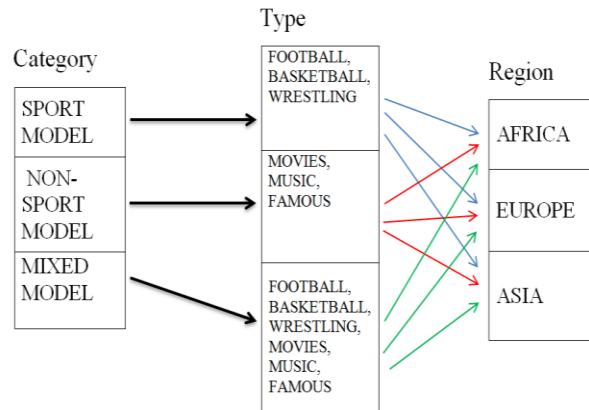 Category
SPORT
MODEL
NON-
SPORT
MODEL
MIXED
MODEL
Type
FOOTBALL,
BASKETBALL,
WRESTLING
MOVIES,
MUSIC,
FAMOUS
FOOTBALL,
BASKETBALL,
WRESTLING,
MOVIES,
MUSIC,
FAMOUS
Region
AFRICA
EUROPE
ASIA